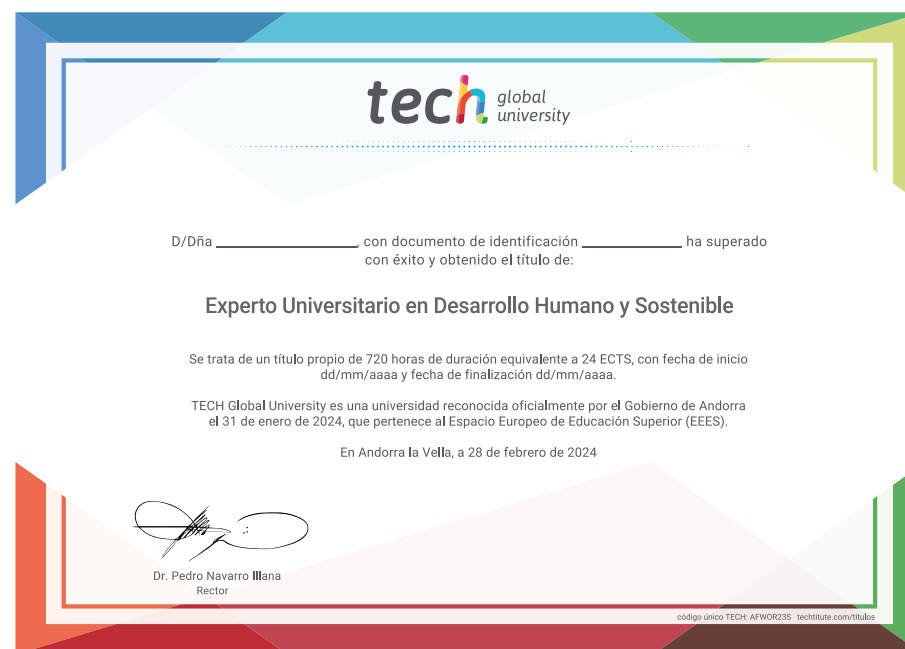 tech global university
D/Dña ________________, con documento de identificación ____________ ha superado
con éxito y obtenido el título de:
Experto Universitario en Desarrollo Humano y Sostenible
Se trata de un título propio de 720 horas de duración equivalente a 24 ECTS, con fecha de inicio
dd/mm/aaaa y fecha de finalización dd/mm/aaaa.
TECH Global University es una universidad reconocida oficialmente por el Gobierno de Andorra
el 31 de enero de 2024, que pertenece al Espacio Europeo de Educación Superior (EEES).
En Andorra la Vella, a 28 de febrero de 2024
Dr. Pedro Navarro Illana
Rector
código único TECH: AFWOR23S techtitute.com/titulos